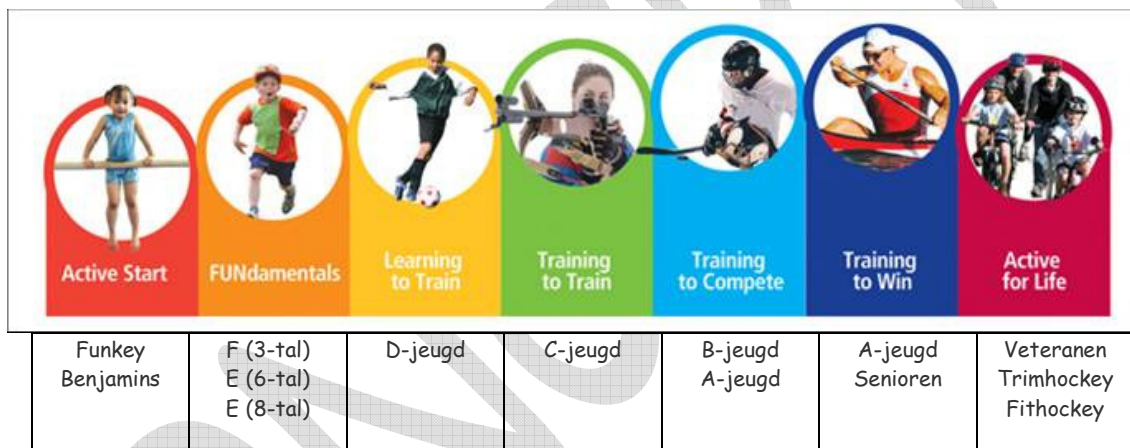 Active Start
FUNdamentals
Learning
to Train
Training
to Train
Training
to Compete
Training
to Win
Active
for Life
Funkey
Benjamins
F (3-tal)
E (6-tal)
E (8-tal)
D-jeugd
C-jeugd
B-jeugd
A-jeugd
A-jeugd
Senioren
Veteranen
Trimhockey
Fithockey